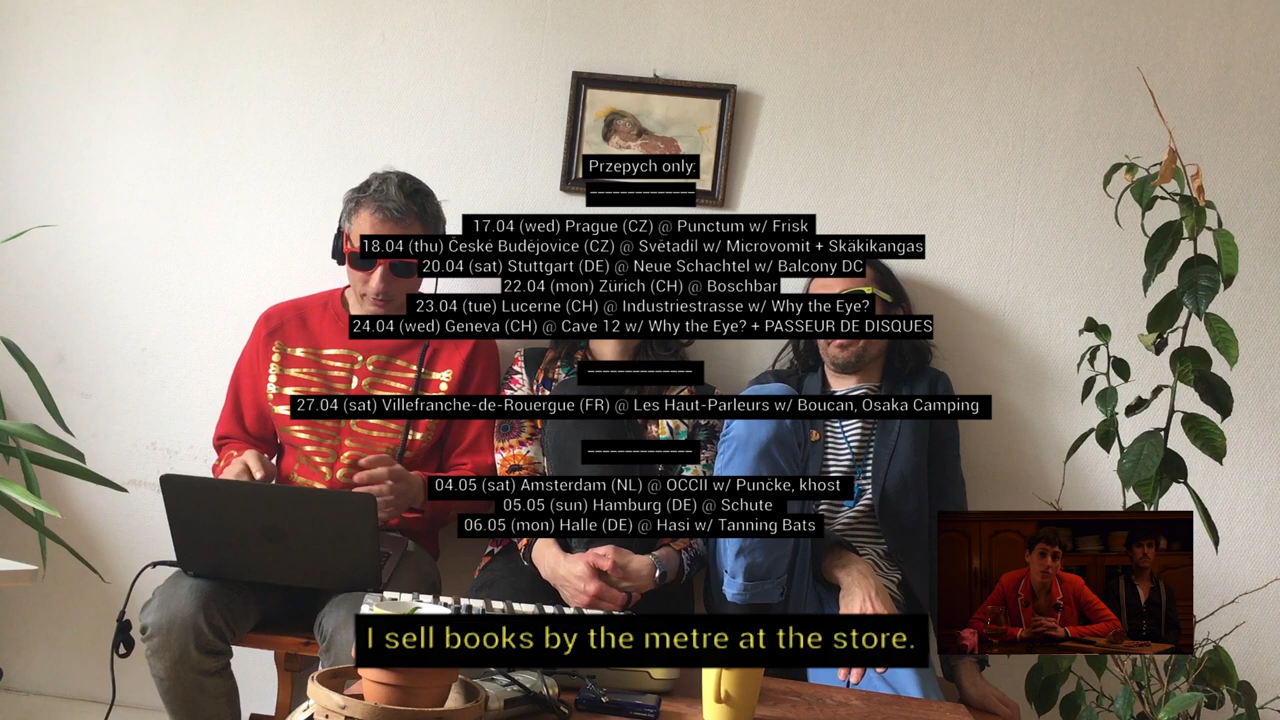 Przepych only:
––––––––––––––
17.04 (wed) Prague (CZ) @ Punctum w/ Frisk
18.04 (thu) České Budějovice (CZ) @ Světadíl w/ Microvomit + Skäkikangas
20.04 (sat) Stuttgart (DE) @ Neue Schachtel w/ Balcony DC
22.04 (mon) Zürich (CH) @ Boschbar
23.04 (tue) Lucerne (CH) @ Industriestrasse w/ Why the Eye?
24.04 (wed) Geneva (CH) @ Cave 12 w/ Why the Eye? + PASSEUR DE DISQUES
––––––––––––––
27.04 (sat) Villefranche-de-Rouergue (FR) @ Les Haut-Parleurs w/ Boucan, Osaka Camping
––––––––––––––
04.05 (sat) Amsterdam (NL) @ OCCII w/ Punčke, khost
05.05 (sun) Hamburg (DE) @ Schute
06.05 (mon) Halle (DE) @ Hasi w/ Tanning Bats
I sell books by the metre at the store.